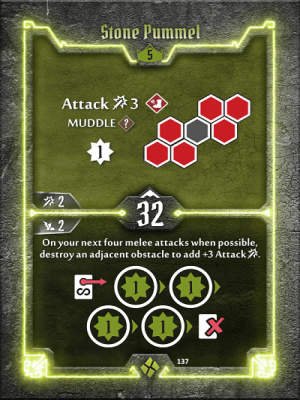 Stone Pummel
5
Attack 3
MUDDLE ?
1
2
32
2
On your next four melee attacks when possible,
destroy an adjacent obstacle to add +3 Attack.
1 1
1 1
137